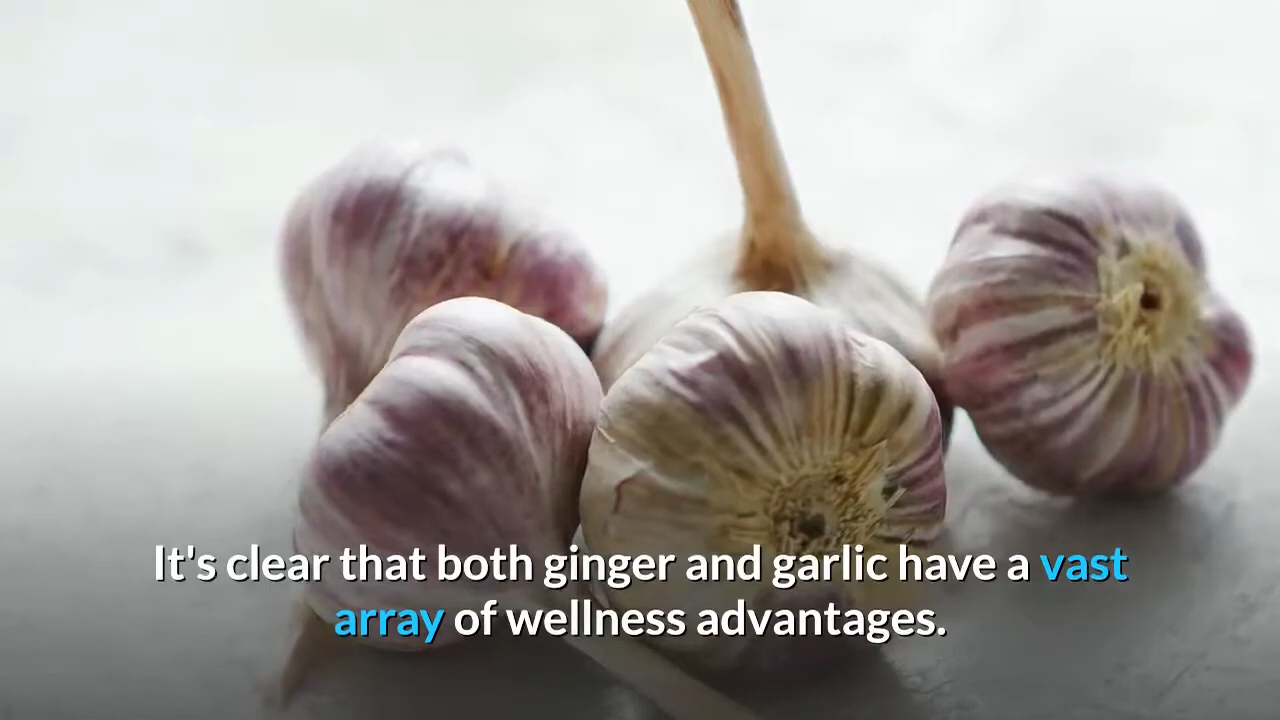 It's clear that both ginger and garlic have a vast
array of wellness advantages.